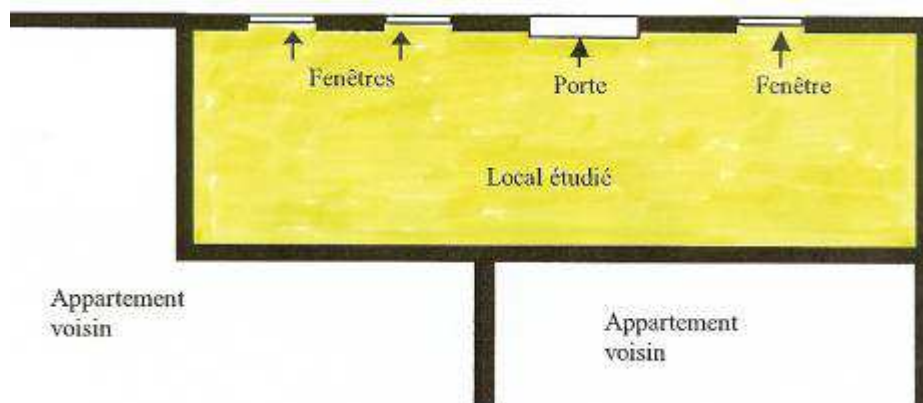 Fenêtres
Porte
Fenêtre
Local étudié
Appartement
voisin
Appartement
voisin